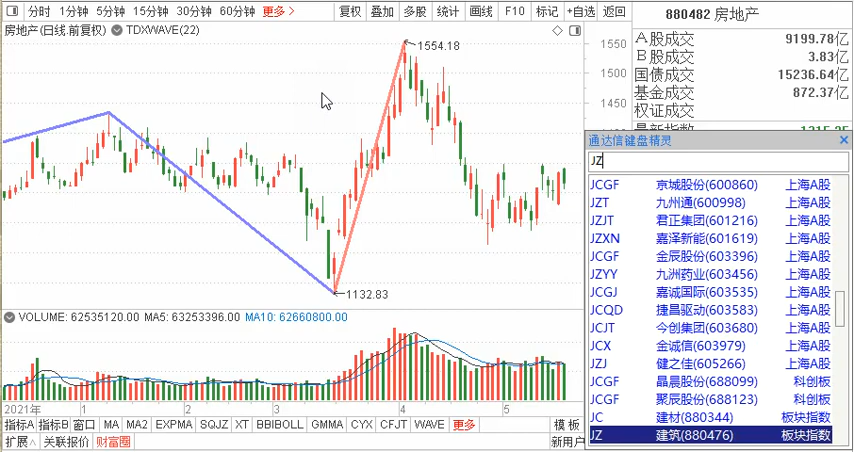 分时 1分钟 5分钟 15分钟 30分钟 60分钟 更多 > 复权 叠加 多股 统计 画线 F10 标记 +自选 返回
880482 房地产
房地产(日线.前复权) TDXWAVE(22)
A股成交 9199.78亿
B股成交 3.83亿
国债成交 15236.64亿
基金成交 872.37亿
权证成交
最新指数 1215.25
1554.18
1550
1500
1450
1132.83
通达信键盘精灵
JZ
JCGF 京城股份(600860) 上海A股
JZT 九州通(600998) 上海A股
JZJT 君正集团(601216) 上海A股
JZXN 嘉泽新能(601619) 上海A股
JCGF 金辰股份(603396) 上海A股
JZYY 九洲药业(603456) 上海A股
JCGJ 嘉诚国际(603535) 上海A股
JCQD 捷昌驱动(603583) 上海A股
JCJT 今创集团(603680) 上海A股
JCX 金诚信(603979) 上海A股
JZJ 健之佳(605266) 上海A股
JCGF 晶晨股份(688099) 科创板
JCGF 聚辰股份(688123) 科创板
JC 建材(880344) 板块指数
JZ 建筑(880476) 板块指数
VOLUME: 62535120.00 MA5: 63253396.00 MA10: 62660800.00
2021年 1 2 3 4 5
指标A 指标B 窗口 MA MA2 EXPMA SQJZ XT BBIBOLL GMMA CYX CFJT WAVE 更多 模板
扩展∧ 关联报价 财富圈 新用户